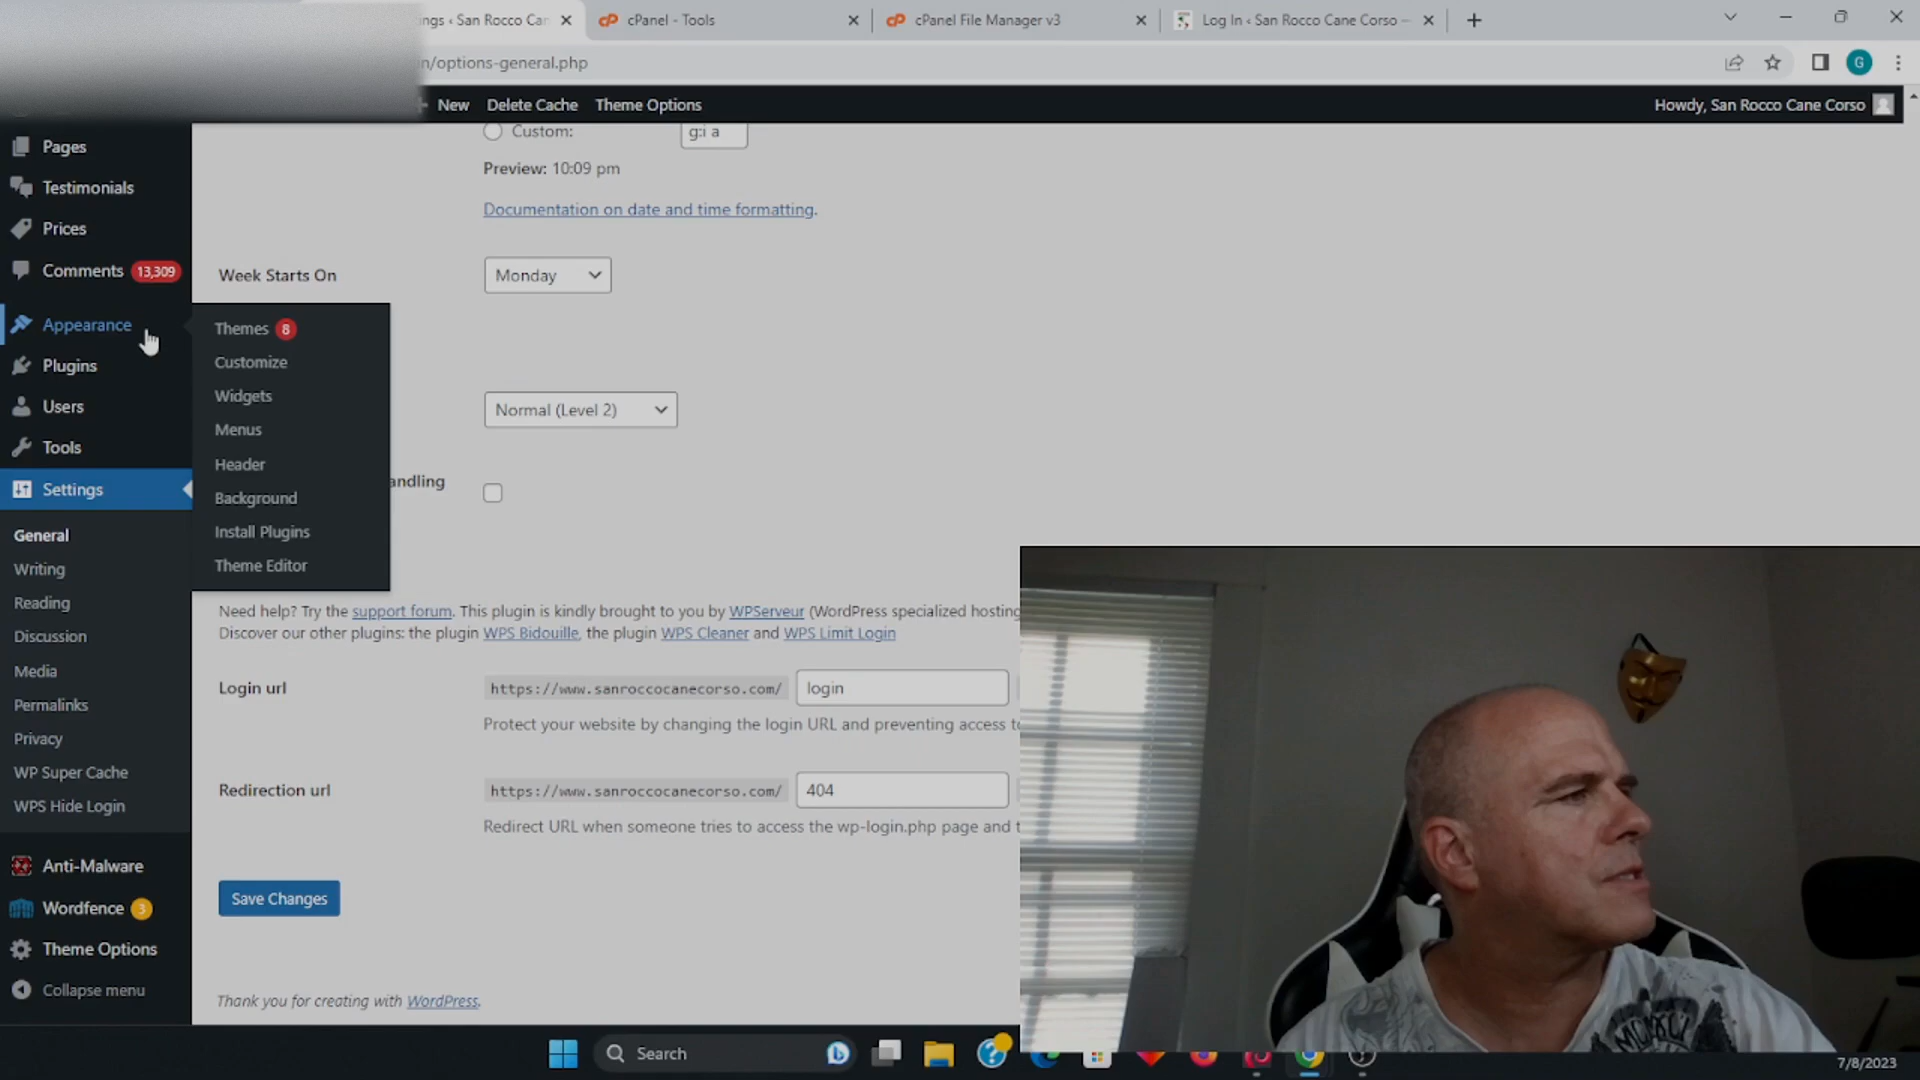 ngs ‹ San Rocco Can
cPanel - Tools
cPanel File Manager v3
Log In ‹ San Rocco Cane Corso —
n/options-general.php
G
New
Delete Cache
Theme Options
Howdy, San Rocco Cane Corso
Pages
Testimonials
Prices
Comments 13,309
Appearance
Plugins
Users
Tools
Settings
General
Writing
Reading
Discussion
Media
Permalinks
Privacy
WP Super Cache
WPS Hide Login
Anti-Malware
Wordfence 3
Theme Options
Collapse menu
Themes 8
Customize
Widgets
Menus
Header
Background
Install Plugins
Theme Editor
Custom: g:i a
Preview: 10:09 pm
Documentation on date and time formatting.
Week Starts On Monday
Normal (Level 2)
andling
Need help? Try the support forum. This plugin is kindly brought to you by WPServeur (WordPress specialized hosting
Discover our other plugins: the plugin WPS Bidouille, the plugin WPS Cleaner and WPS Limit Login
Login url https://www.sanroccocanecorso.com/ login
Protect your website by changing the login URL and preventing access to
Redirection url https://www.sanroccocanecorso.com/ 404
Redirect URL when someone tries to access the wp-login.php page and t
Save Changes
Thank you for creating with WordPress.
Search
7/8/2023